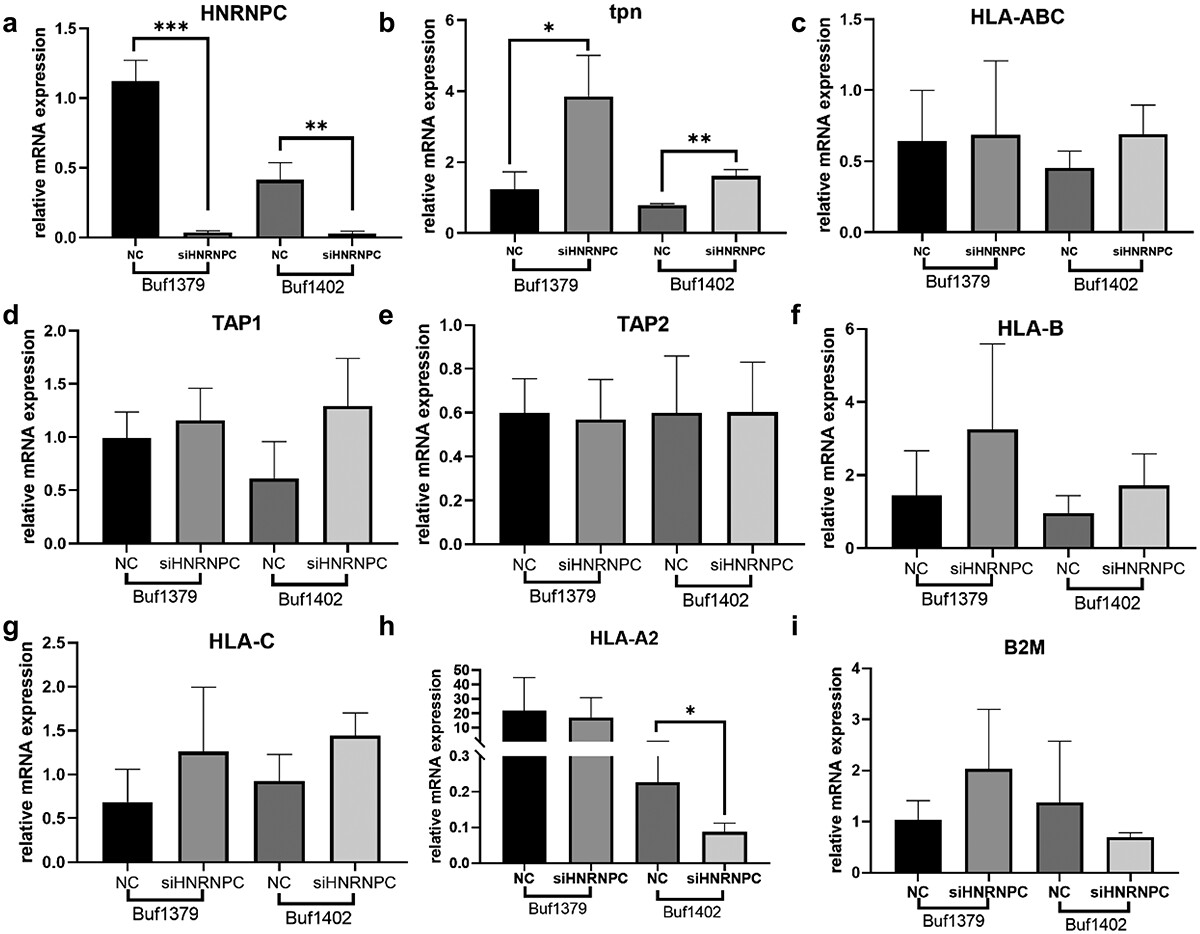 a
HNRNPC
relative mRNA expression
1.5
1.0
0.5
0.0
***
**
NC
siHNRNPC
NC
siHNRNPC
Buf1379
Buf1402
b
tpn
relative mRNA expression
6
4
2
0
*
**
NC
siHNRNPC
NC
siHNRNPC
Buf1379
Buf1402
c
HLA-ABC
relative mRNA expression
1.5
1.0
0.5
0.0
NC
siHNRNPC
NC
siHNRNPC
Buf1379
Buf1402
d
TAP1
relative mRNA expression
2.0
1.5
1.0
0.5
0.0
NC
siHNRNPC
NC
siHNRNPC
Buf1379
Buf1402
e
TAP2
relative mRNA expression
1.0
0.8
0.6
0.4
0.2
0.0
NC
siHNRNPC
NC
siHNRNPC
Buf1379
Buf1402
f
HLA-B
relative mRNA expression
6
4
2
0
NC
siHNRNPC
NC
siHNRNPC
Buf1379
Buf1402
g
HLA-C
relative mRNA expression
2.5
2.0
1.5
1.0
0.5
0.0
NC
siHNRNPC
NC
siHNRNPC
Buf1379
Buf1402
h
HLA-A2
relative mRNA expression
50
40
30
20
10
0.3
0.2
0.1
0.0
*
NC
siHNRNPC
NC
siHNRNPC
Buf1379
Buf1402
i
B2M
relative mRNA expression
4
3
2
1
0
NC
siHNRNPC
NC
siHNRNPC
Buf1379
Buf1402